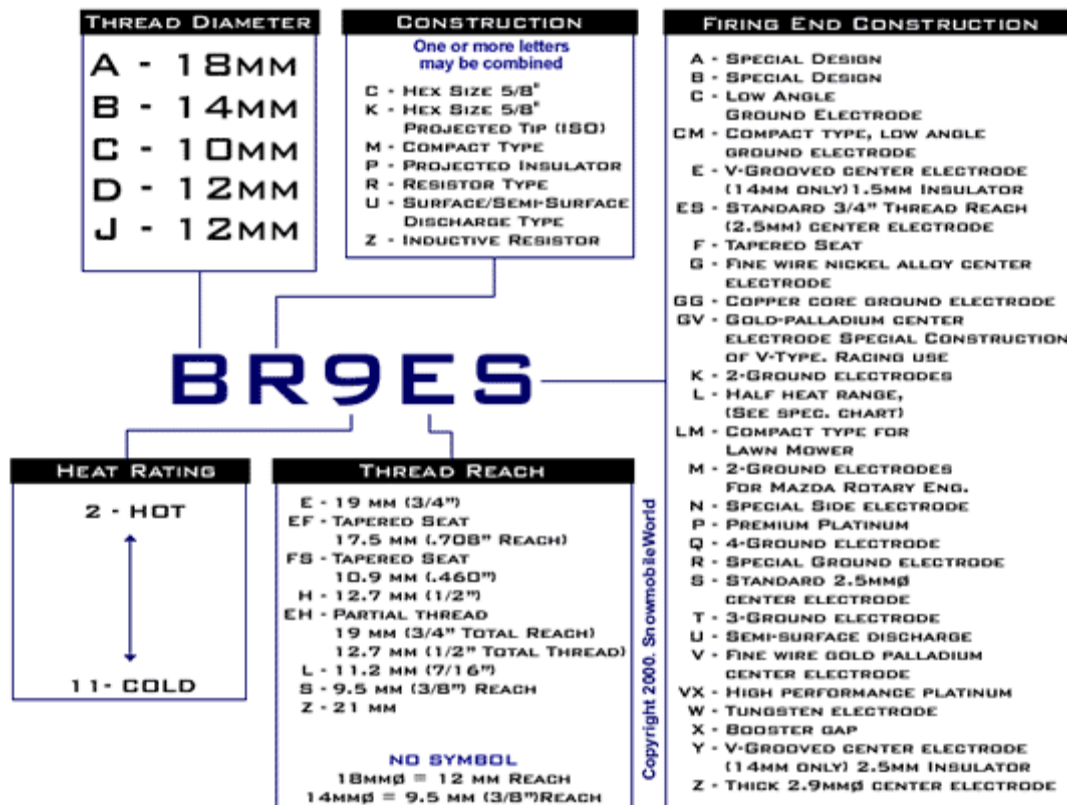 THREAD DIAMETER
A - 18MM
B - 14MM
C - 10MM
D - 12MM
J - 12MM
CONSTRUCTION
One or more letters
may be combined
C - HEX SIZE 5/8"
K - HEX SIZE 5/8"
PROJECTED TIP (ISO)
M - COMPACT TYPE
P - PROJECTED INSULATOR
R - RESISTOR TYPE
U - SURFACE/SEMI-SURFACE
DISCHARGE TYPE
Z - INDUCTIVE RESISTOR
FIRING END CONSTRUCTION
A - SPECIAL DESIGN
B - SPECIAL DESIGN
C - LOW ANGLE
GROUND ELECTRODE
CM - COMPACT TYPE, LOW ANGLE
GROUND ELECTRODE
E - V-GROOVED CENTER ELECTRODE
(14MM ONLY)1.5MM INSULATOR
ES - STANDARD 3/4" THREAD REACH
(2.5MM) CENTER ELECTRODE
F - TAPERED SEAT
G - FINE WIRE NICKEL ALLOY CENTER
ELECTRODE
GG - COPPER CORE GROUND ELECTRODE
GV - GOLD-PALLADIUM CENTER
ELECTRODE SPECIAL CONSTRUCTION
OF V-TYPE. RACING USE
K - 2-GROUND ELECTRODES
L - HALF HEAT RANGE,
(SEE SPEC. CHART)
LM - COMPACT TYPE FOR
LAWN MOWER
M - 2-GROUND ELECTRODES
FOR MAZDA ROTARY ENG.
N - SPECIAL SIDE ELECTRODE
P - PREMIUM PLATINUM
Q - 4-GROUND ELECTRODE
R - SPECIAL GROUND ELECTRODE
S - STANDARD 2.5MMØ
CENTER ELECTRODE
T - 3-GROUND ELECTRODE
U - SEMI-SURFACE DISCHARGE
V - FINE WIRE GOLD PALLADIUM
CENTER ELECTRODE
VX - HIGH PERFORMANCE PLATINUM
W - TUNGSTEN ELECTRODE
X - BOOSTER GAP
Y - V-GROOVED CENTER ELECTRODE
(14MM ONLY) 2.5MM INSULATOR
Z - THICK 2.9MMØ CENTER ELECTRODE
BR9ES
HEAT RATING
2 - HOT
11- COLD
THREAD REACH
E - 19 MM (3/4")
EF - TAPERED SEAT
17.5 MM (.708" REACH)
FS - TAPERED SEAT
10.9 MM (.460")
H - 12.7 MM (1/2")
EH - PARTIAL THREAD
19 MM (3/4" TOTAL REACH)
12.7 MM (1/2" TOTAL THREAD)
L - 11.2 MM (7/16")
S - 9.5 MM (3/8") REACH
Z - 21 MM
NO SYMBOL
18MMØ = 12 MM REACH
14MMØ = 9.5 MM (3/8")REACH
Copyright 2000. SnowmobileWorld